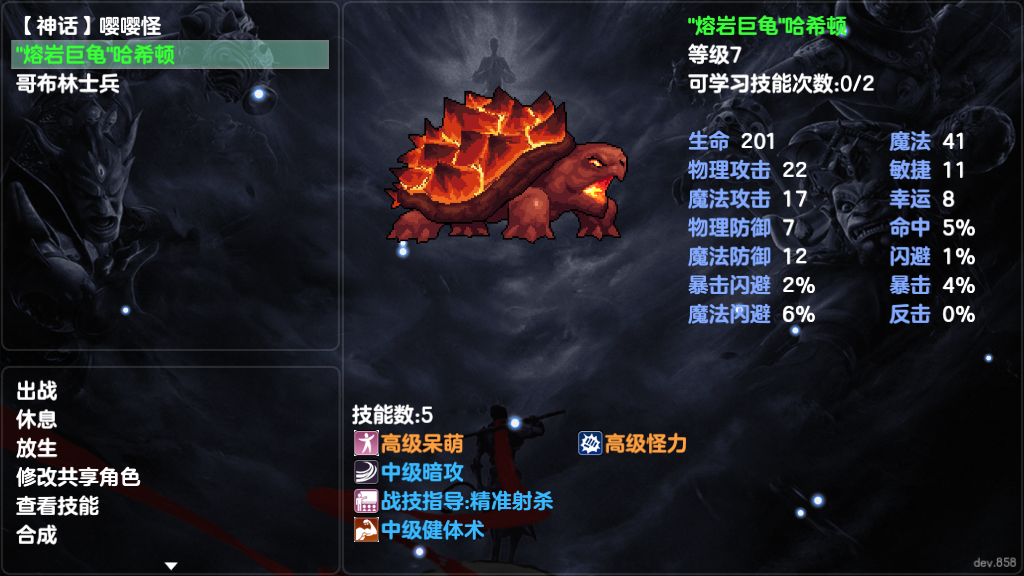 【神话】嘤嘤怪
"熔岩巨龟"哈希顿
哥布林士兵
出战
休息
放生
修改共享角色
查看技能
合成
"熔岩巨龟"哈希顿
等级7
可学习技能次数:0/2
生命 201 魔法 41
物理攻击 22 敏捷 11
魔法攻击 17 幸运 8
物理防御 7 命中 5%
魔法防御 12 闪避 1%
暴击闪避 2% 暴击 4%
魔法闪避 6% 反击 0%
技能数:5
高级呆萌 高级怪力
中级暗攻
战技指导:精准射杀
中级健体术
dev.858